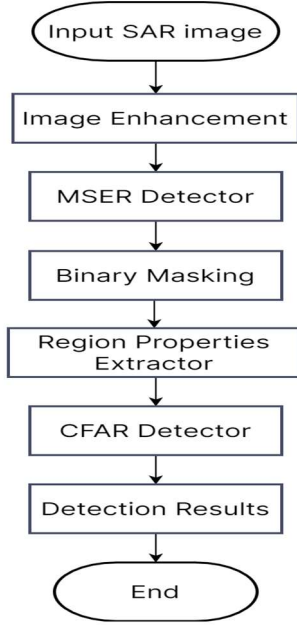 Input SAR image
Image Enhancement
MSER Detector
Binary Masking
Region Properties
Extractor
CFAR Detector
Detection Results
End